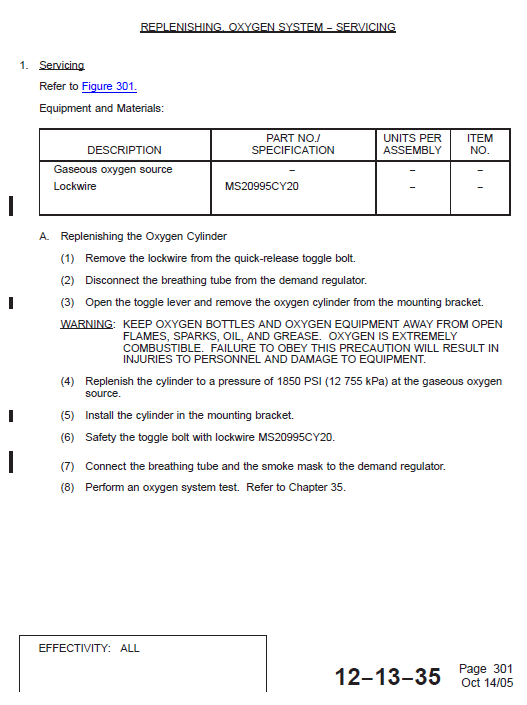 REPLENISHING, OXYGEN SYSTEM – SERVICING
1. Servicing
Refer to Figure 301.
Equipment and Materials:
DESCRIPTION PART NO./ SPECIFICATION UNITS PER ASSEMBLY ITEM NO.
Gaseous oxygen source – – –
Lockwire MS20995CY20 – –
A. Replenishing the Oxygen Cylinder
(1) Remove the lockwire from the quick-release toggle bolt.
(2) Disconnect the breathing tube from the demand regulator.
(3) Open the toggle lever and remove the oxygen cylinder from the mounting bracket.
WARNING: KEEP OXYGEN BOTTLES AND OXYGEN EQUIPMENT AWAY FROM OPEN
FLAMES, SPARKS, OIL, AND GREASE. OXYGEN IS EXTREMELY
COMBUSTIBLE. FAILURE TO OBEY THIS PRECAUTION WILL RESULT IN
INJURIES TO PERSONNEL AND DAMAGE TO EQUIPMENT.
(4) Replenish the cylinder to a pressure of 1850 PSI (12 755 kPa) at the gaseous oxygen
source.
(5) Install the cylinder in the mounting bracket.
(6) Safety the toggle bolt with lockwire MS20995CY20.
(7) Connect the breathing tube and the smoke mask to the demand regulator.
(8) Perform an oxygen system test. Refer to Chapter 35.
EFFECTIVITY: ALL
12–13–35
Page 301
Oct 14/05